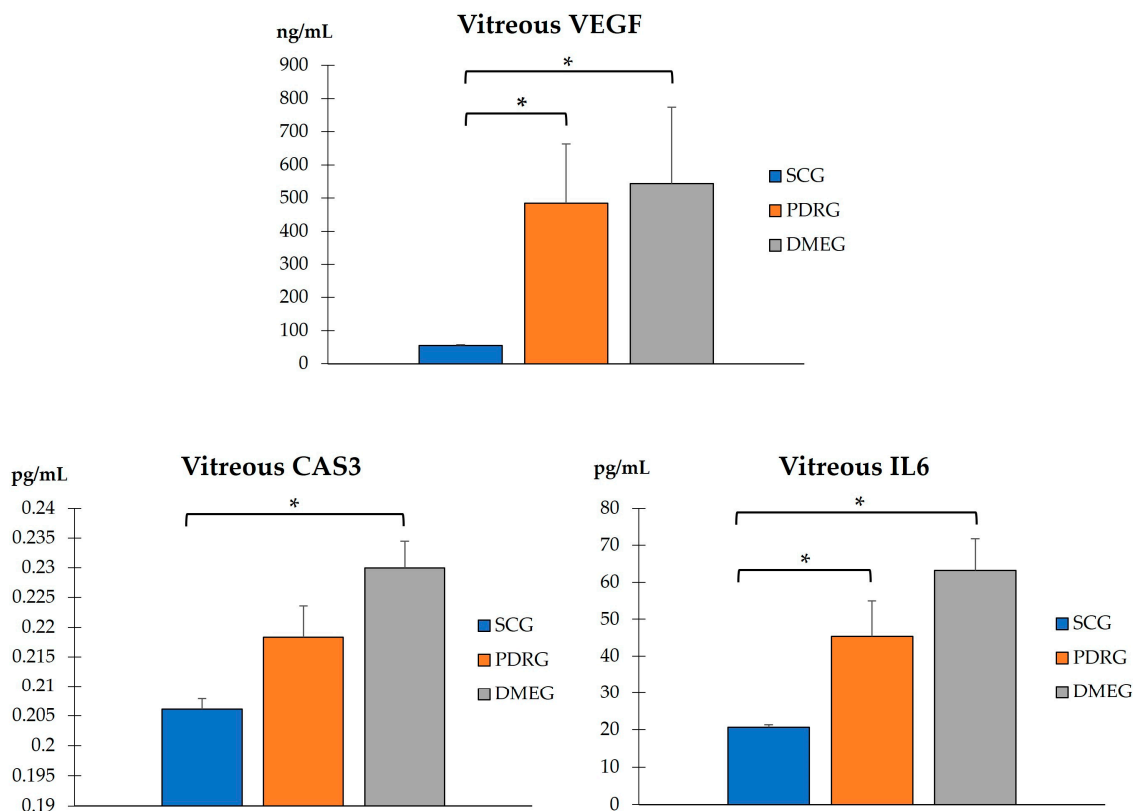 Vitreous VEGF
ng/mL
900
800
700
600
500
400
300
200
100
0
*
*
SCG
PDRG
DMEG
Vitreous CAS3
pg/mL
0.24
0.235
0.23
0.225
0.22
0.215
0.21
0.205
0.2
0.195
0.19
*
SCG
PDRG
DMEG
Vitreous IL6
pg/mL
80
70
60
50
40
30
20
10
0
*
*
SCG
PDRG
DMEG